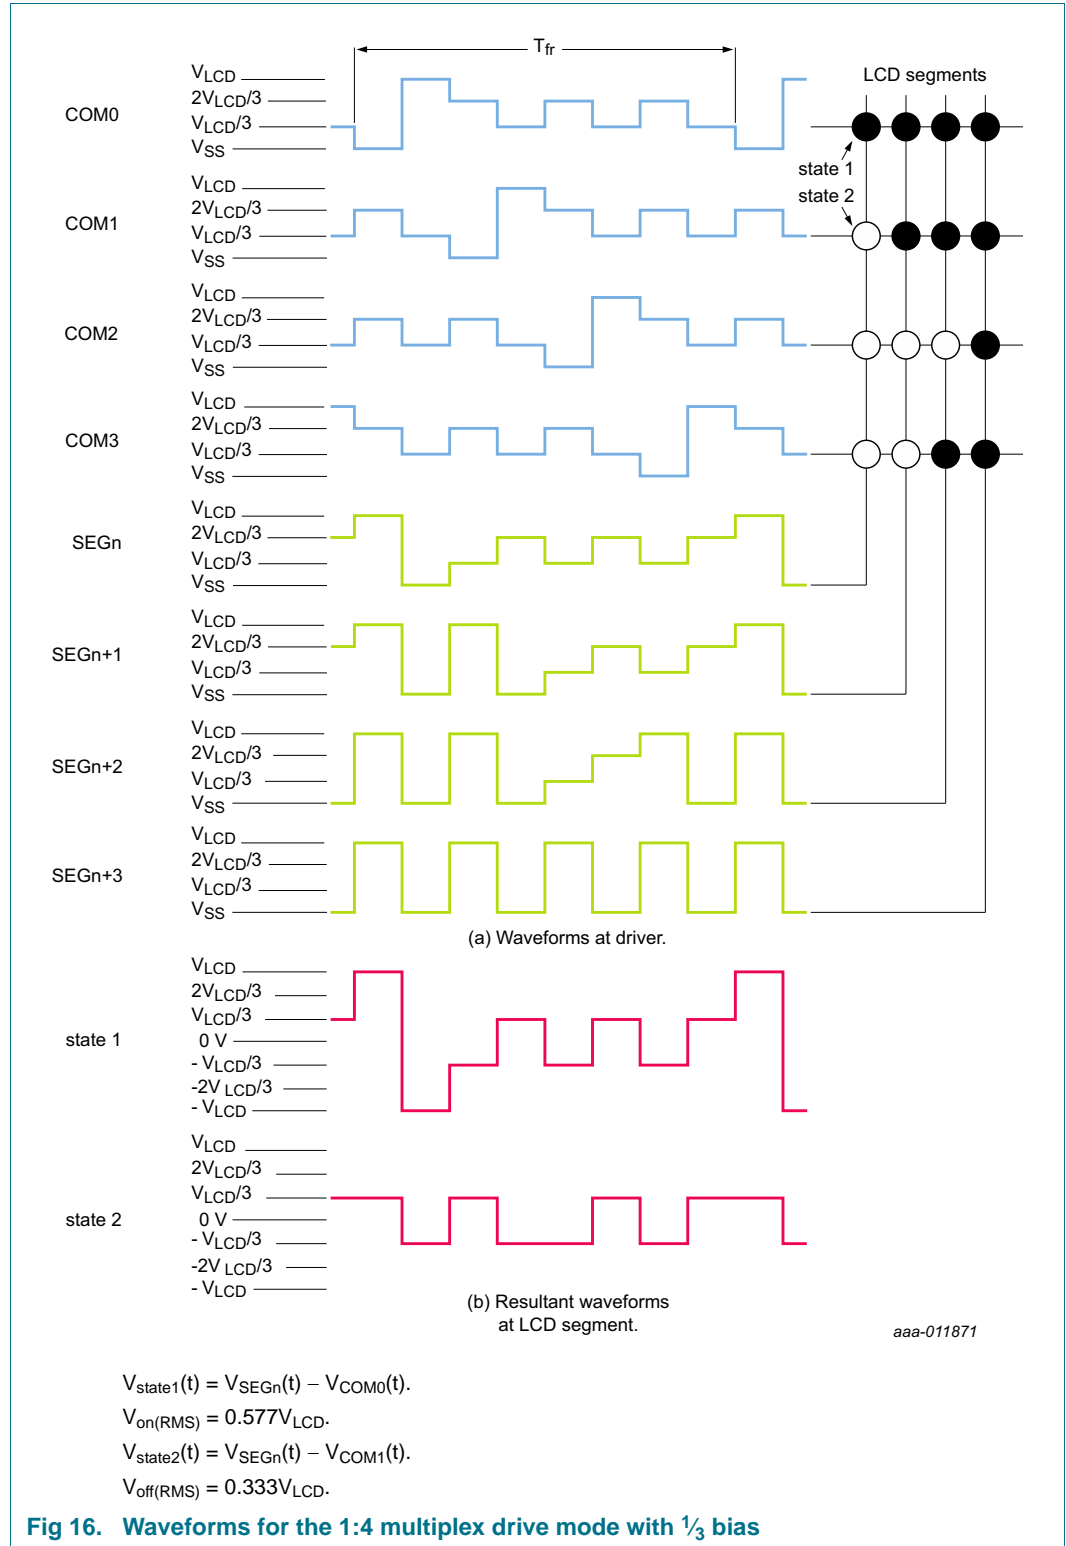 Tfr
LCD segments
COM0
VLCD
2VLCD/3
VLCD/3
VSS
state 1
state 2
COM1
VLCD
2VLCD/3
VLCD/3
VSS
COM2
VLCD
2VLCD/3
VLCD/3
VSS
COM3
VLCD
2VLCD/3
VLCD/3
VSS
SEGn
VLCD
2VLCD/3
VLCD/3
VSS
SEGn+1
VLCD
2VLCD/3
VLCD/3
VSS
SEGn+2
VLCD
2VLCD/3
VLCD/3
VSS
SEGn+3
VLCD
2VLCD/3
VLCD/3
VSS
(a) Waveforms at driver.
state 1
VLCD
2VLCD/3
VLCD/3
0 V
- VLCD/3
-2V LCD/3
- VLCD
state 2
VLCD
2VLCD/3
VLCD/3
0 V
- VLCD/3
-2V LCD/3
- VLCD
(b) Resultant waveforms
at LCD segment.
aaa-011871
Vstate1(t) = VSEGn(t) − VCOM0(t).
Von(RMS) = 0.577VLCD.
Vstate2(t) = VSEGn(t) − VCOM1(t).
Voff(RMS) = 0.333VLCD.
Fig 16. Waveforms for the 1:4 multiplex drive mode with 1/3 bias